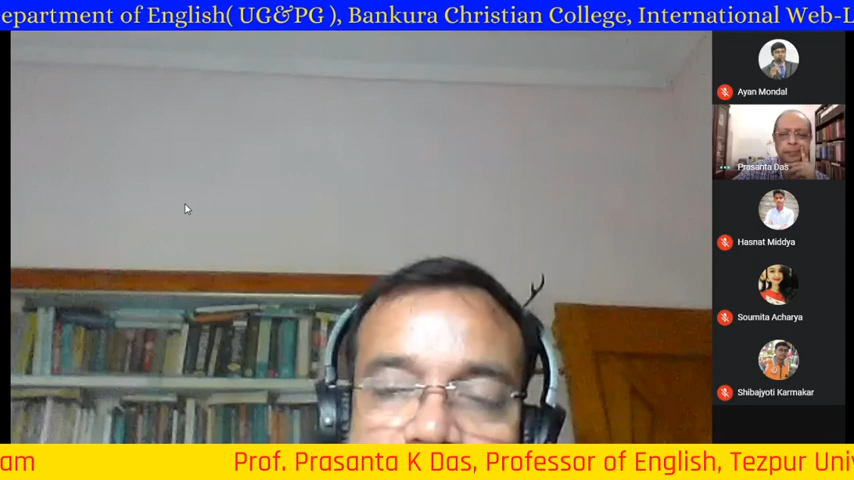 epartment of English( UG&PG ), Bankura Christian College, International Web-L
Ayan Mondal
Prasanta Das
Hasnat Middya
Soumita Acharya
Shibajyoti Karmakar
am Prof. Prasanta K Das, Professor of English, Tezpur Univ